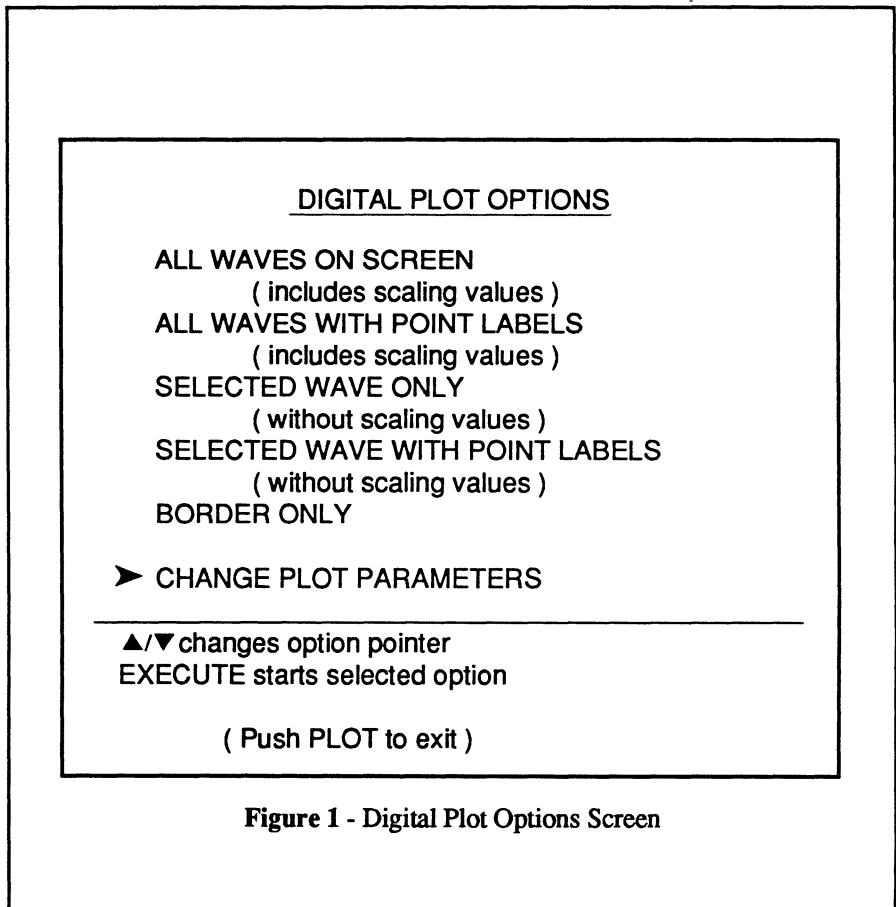 DIGITAL PLOT OPTIONS
ALL WAVES ON SCREEN
( includes scaling values )
ALL WAVES WITH POINT LABELS
( includes scaling values )
SELECTED WAVE ONLY
( without scaling values )
SELECTED WAVE WITH POINT LABELS
( without scaling values )
BORDER ONLY
➤ CHANGE PLOT PARAMETERS
▲/▼ changes option pointer
EXECUTE starts selected option
( Push PLOT to exit )
Figure 1 - Digital Plot Options Screen